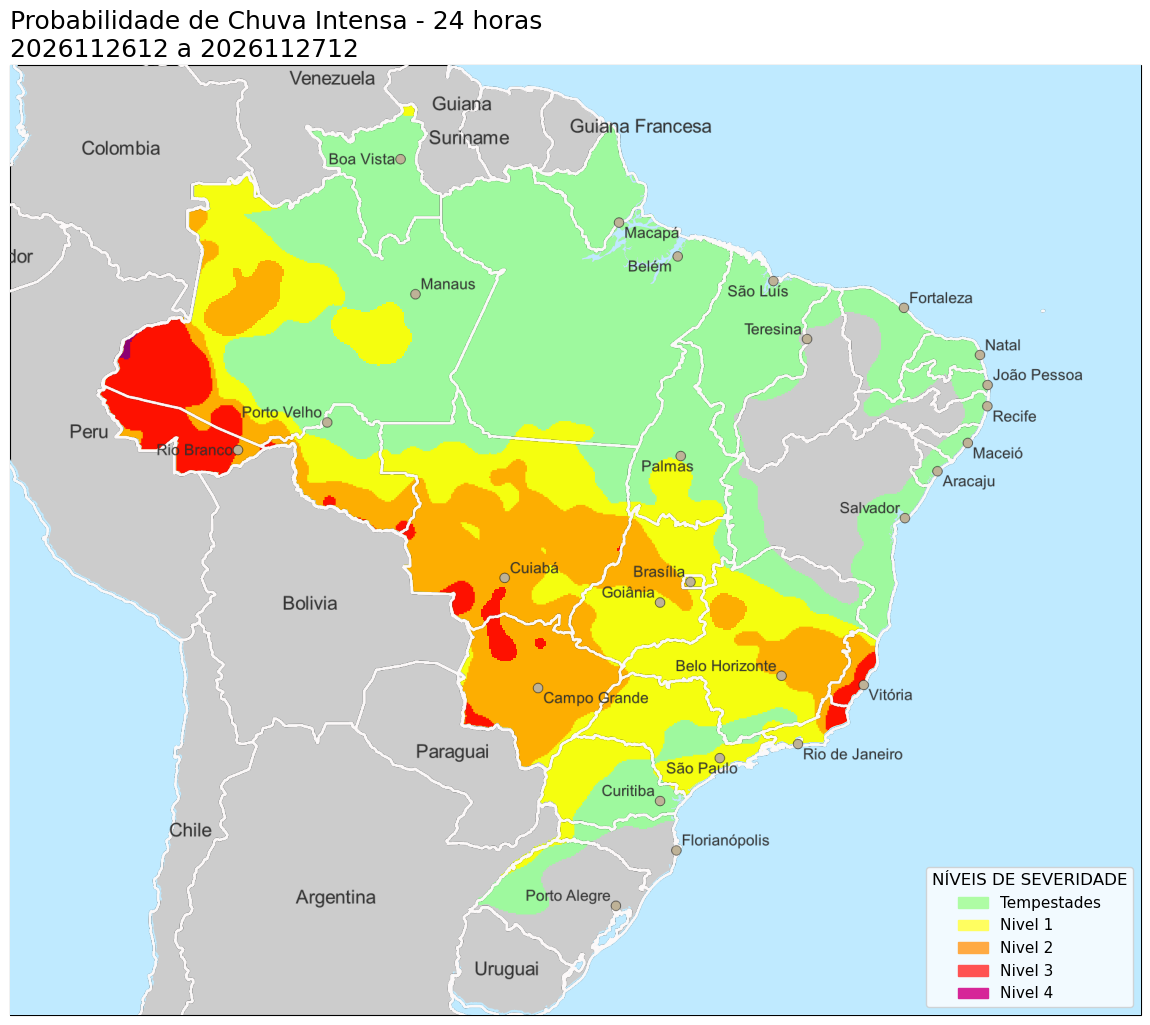 Probabilidade de Chuva Intensa - 24 horas
2026112612 a 2026112712
Venezuela
Guiana
Guiana Francesa
Suriname
Colombia
Boa Vista
Macapá
dor
Belém
Manaus
São Luís
Fortaleza
Teresina
Natal
João Pessoa
Porto Velho
Recife
Peru
Rio Branco
Maceió
Palmas
Aracaju
Salvador
Cuiabá
Brasília
Goiânia
Bolivia
Belo Horizonte
Vitória
Campo Grande
Paraguai
Rio de Janeiro
São Paulo
Curitiba
Chile
Florianópolis
Argentina
Porto Alegre
Uruguai
NÍVEIS DE SEVERIDADE
Tempestades
Nivel 1
Nivel 2
Nivel 3
Nivel 4